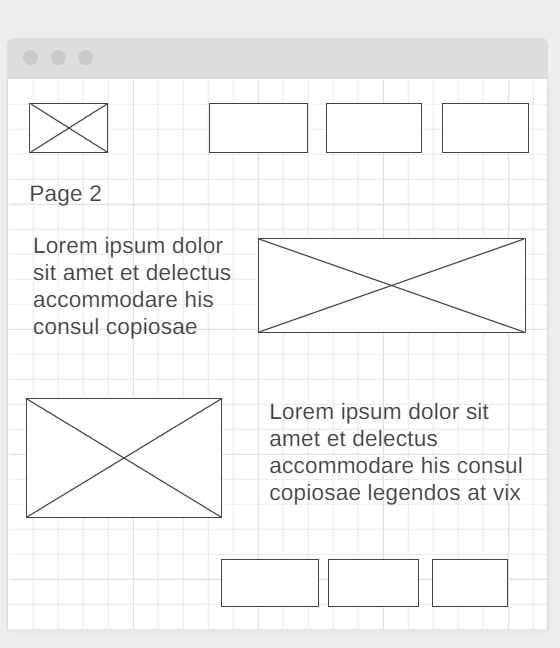 Page 2
Lorem ipsum dolor
sit amet et delectus
accommodare his
consul copiosae
Lorem ipsum dolor sit
amet et delectus
accommodare his consul
copiosae legendos at vix